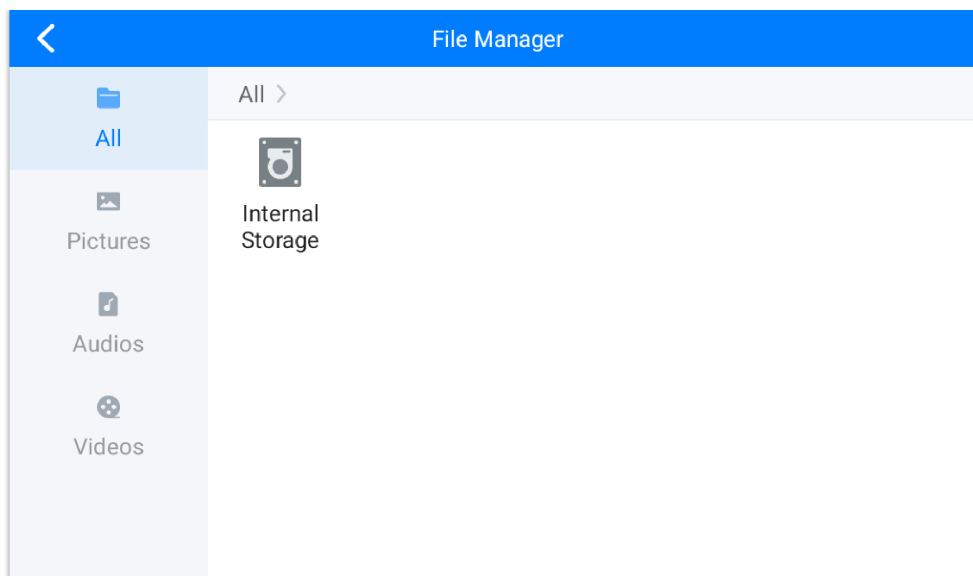 File Manager
All
All
Pictures
Audios
Videos
Internal
Storage